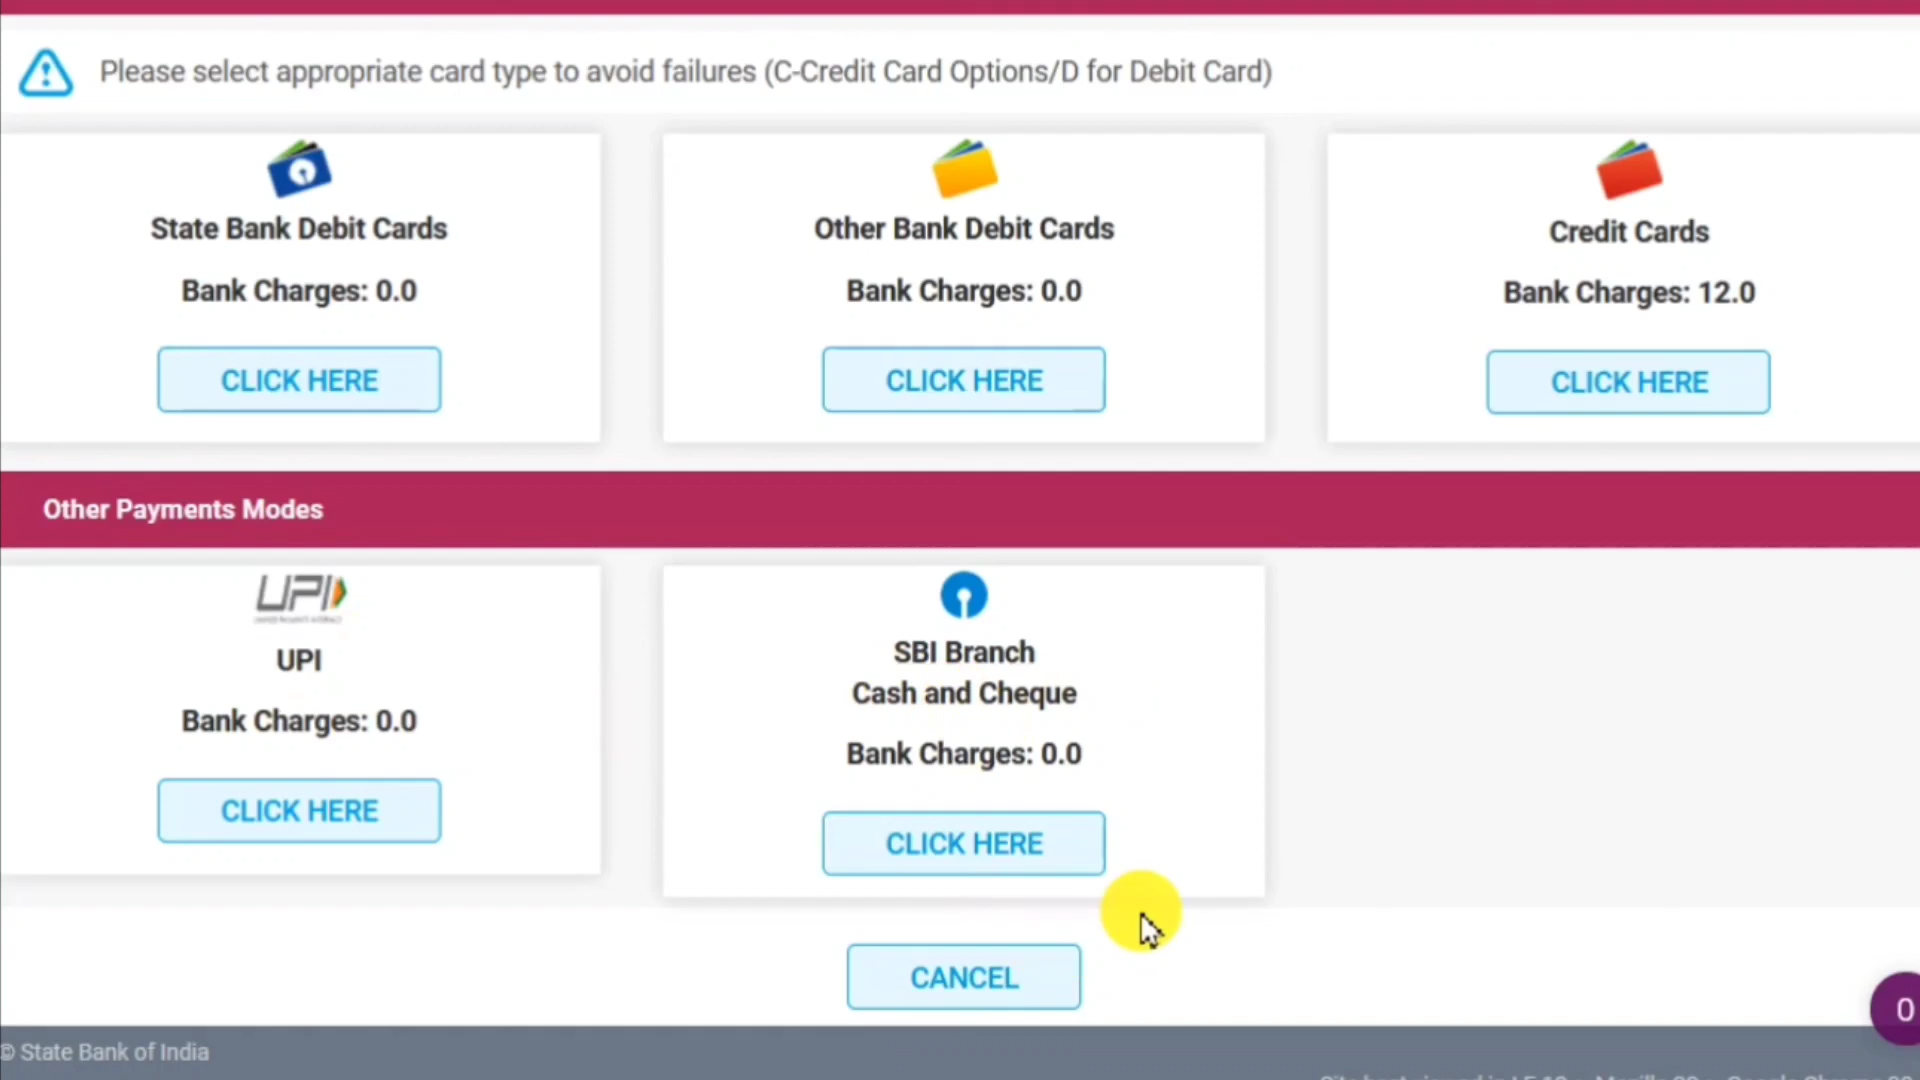 Please select appropriate card type to avoid failures (C-Credit Card Options/D for Debit Card)
State Bank Debit Cards
Bank Charges: 0.0
CLICK HERE
Other Bank Debit Cards
Bank Charges: 0.0
CLICK HERE
Credit Cards
Bank Charges: 12.0
CLICK HERE
Other Payments Modes
UPI
UPI
Bank Charges: 0.0
CLICK HERE
SBI Branch
Cash and Cheque
Bank Charges: 0.0
CLICK HERE
CANCEL
0
© State Bank of India